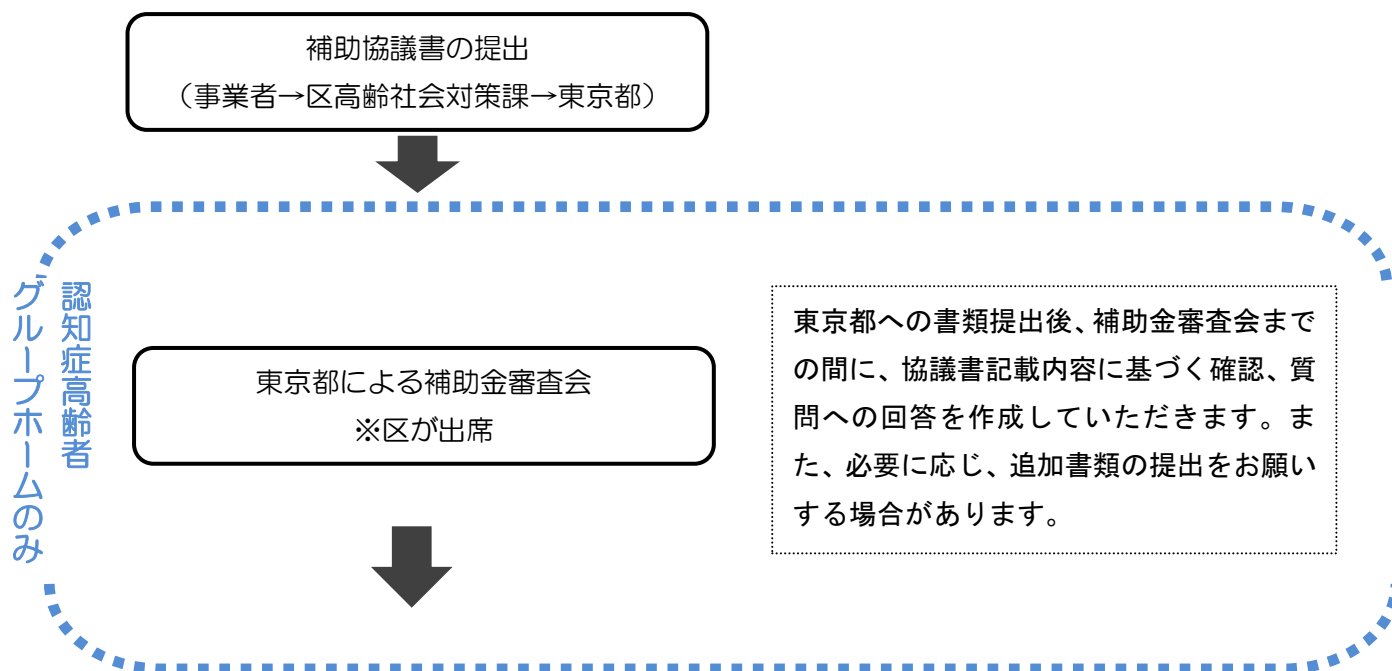 補助協議書の提出
（事業者→区高齢社会対策課→東京都）
認知症高齢者
グループホームのみ
東京都による補助金審査会
※区が出席
東京都への書類提出後、補助金審査会まで
の間に、協議書記載内容に基づく確認、質
問への回答を作成していただきます。ま
た、必要に応じ、追加書類の提出をお願い
する場合があります。